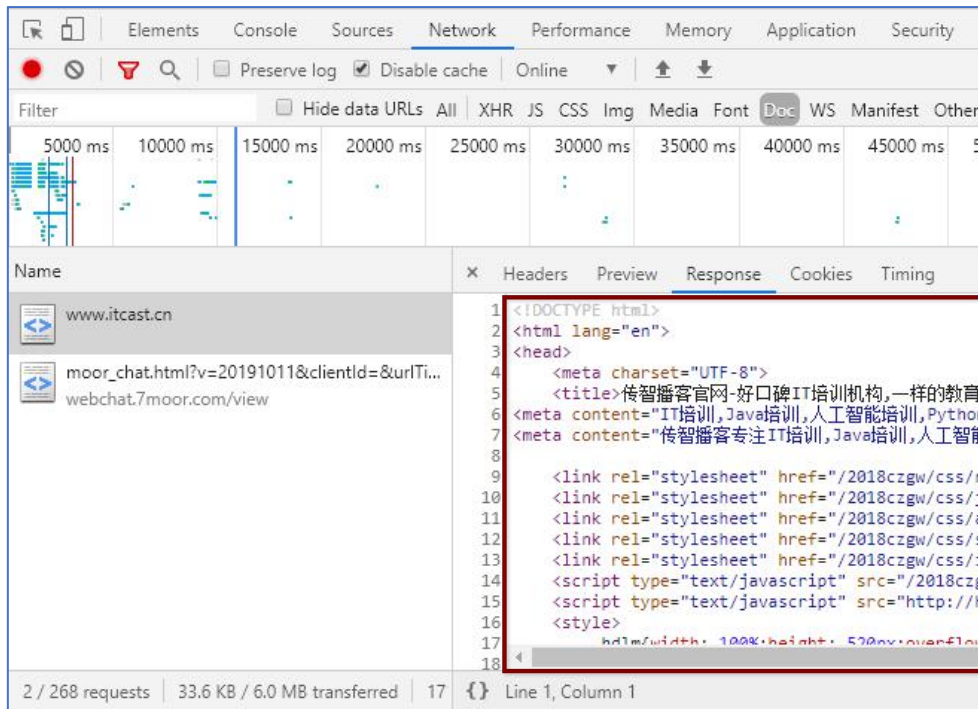 Elements Console Sources Network Performance Memory Application Security
Preserve log Disable cache Online
Filter Hide data URLs All XHR JS CSS Img Media Font Doc WS Manifest Other
5000 ms 10000 ms 15000 ms 20000 ms 25000 ms 30000 ms 35000 ms 40000 ms 45000 ms 5
Name
www.itcast.cn
moor_chat.html?v=20191011&clientId=&urlTi...
webchat.7moor.com/view
2 / 268 requests 33.6 KB / 6.0 MB transferred 17
× Headers Preview Response Cookies Timing
1 <!DOCTYPE html>
2 <html lang="en">
3 <head>
4 <meta charset="UTF-8">
5 <title>传智播客官网-好口碑IT培训机构,一样的教育
6 <meta content="IT培训,Java培训,人工智能培训,Python
7 <meta content="传智播客专注IT培训,Java培训,人工智能
8
9 <link rel="stylesheet" href="/2018czgw/css/
10 <link rel="stylesheet" href="/2018czgw/css/j
11 <link rel="stylesheet" href="/2018czgw/css/a
12 <link rel="stylesheet" href="/2018czgw/css/s
13 <link rel="stylesheet" href="/2018czgw/css/
14 <script type="text/javascript" src="/2018czg
15 <script type="text/javascript" src="http://
16 <style>
17 .hdlm{width: 100%;height: 520px;overflow
18
{} Line 1, Column 1